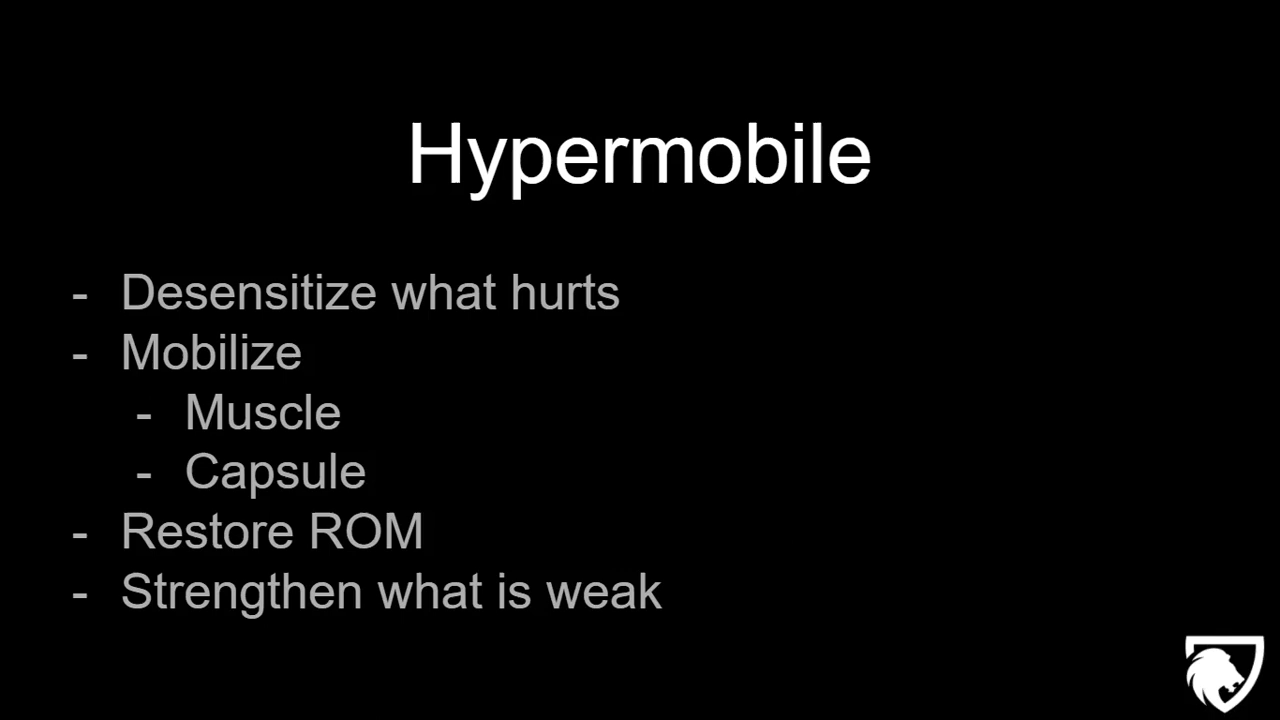 Hypermobile
- Desensitize what hurts
- Mobilize
- Muscle
- Capsule
- Restore ROM
- Strengthen what is weak